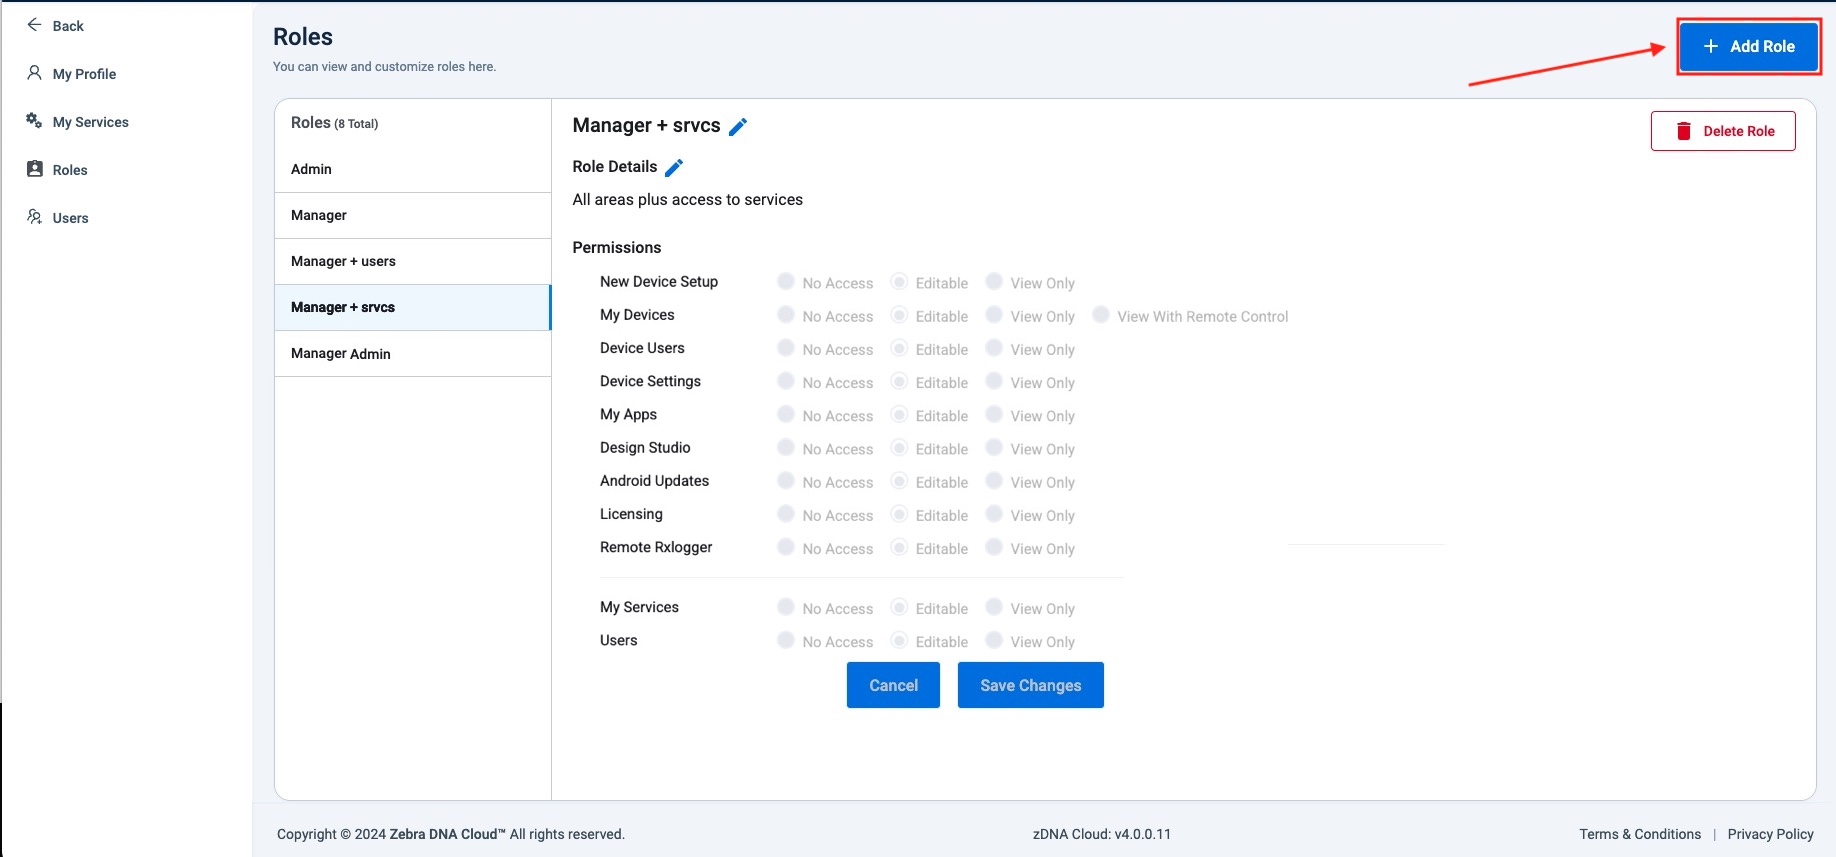 Back
My Profile
My Services
Roles
Users
Roles
You can view and customize roles here.
+ Add Role
Roles (8 Total)
Admin
Manager
Manager + users
Manager + srvcs
Manager Admin
Manager + srvcs
Delete Role
Role Details
All areas plus access to services
Permissions
New Device Setup No Access Editable View Only
My Devices No Access Editable View Only View With Remote Control
Device Users No Access Editable View Only
Device Settings No Access Editable View Only
My Apps No Access Editable View Only
Design Studio No Access Editable View Only
Android Updates No Access Editable View Only
Licensing No Access Editable View Only
Remote Rxlogger No Access Editable View Only
My Services No Access Editable View Only
Users No Access Editable View Only
Cancel Save Changes
Copyright © 2024 Zebra DNA Cloud™ All rights reserved. zDNA Cloud: v4.0.0.11 Terms & Conditions | Privacy Policy